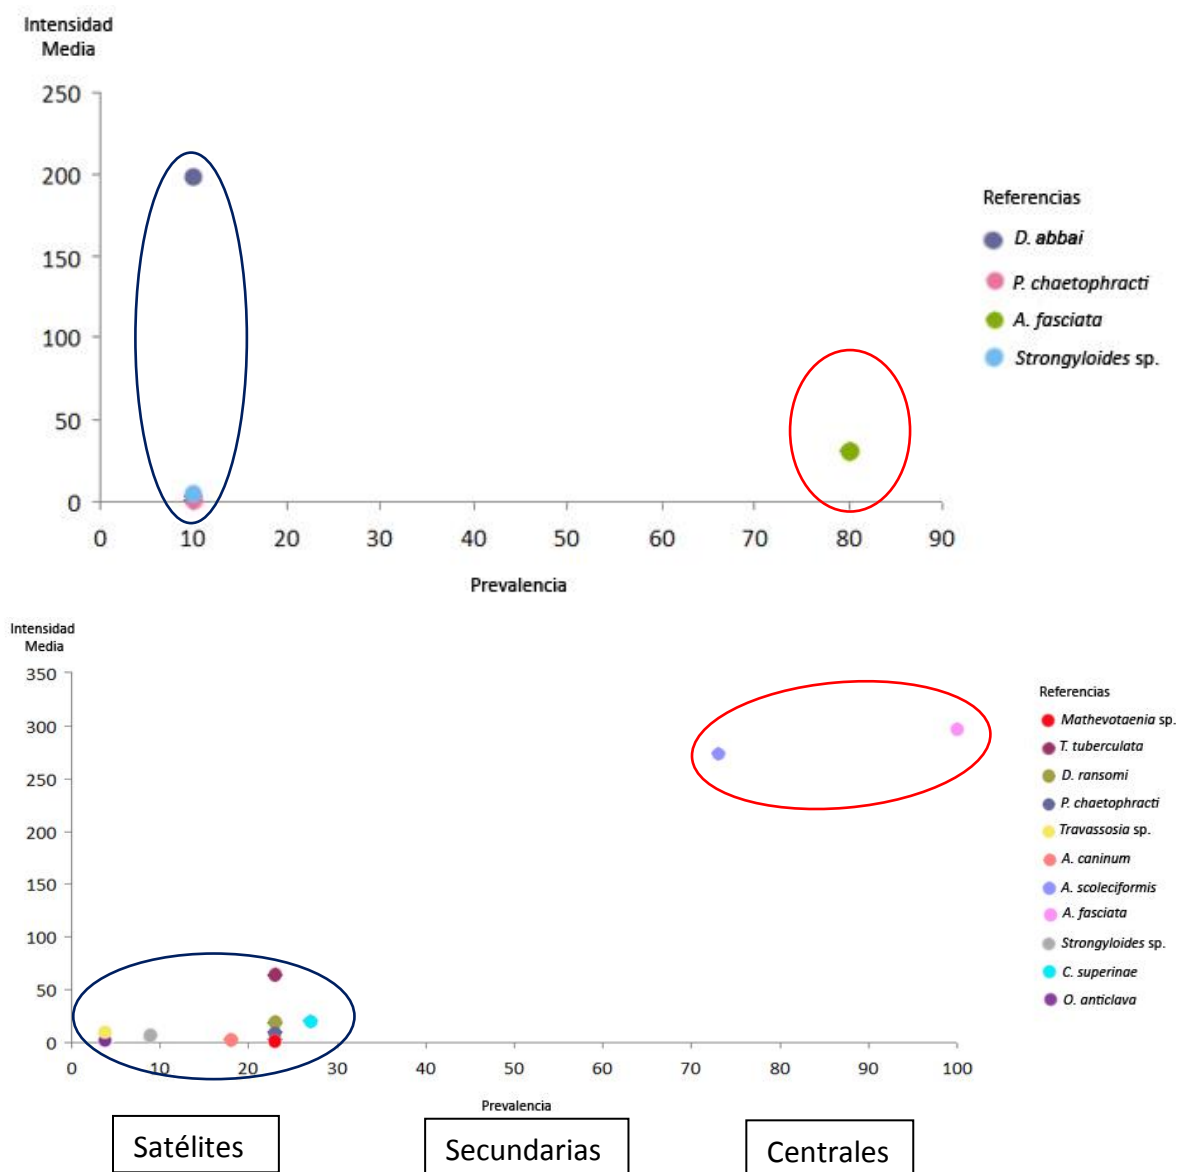 Intensidad
Media
250
200
150
100
50
0
0 10 20 30 40 50 60 70 80 90
Prevalencia
Referencias
D. abbai
P. chaetophracti
A. fasciata
Strongyloides sp.
Intensidad
Media
350
300
250
200
150
100
50
0
0 10 20 30 40 50 60 70 80 90 100
Prevalencia
Referencias
Mathevotaenia sp.
T. tuberculata
D. ransomi
P. chaetophracti
Travassosia sp.
A. caninum
A. scoleciformis
A. fasciata
Strongyloides sp.
C. superinae
O. anticlava
Satélites Secundarias Centrales